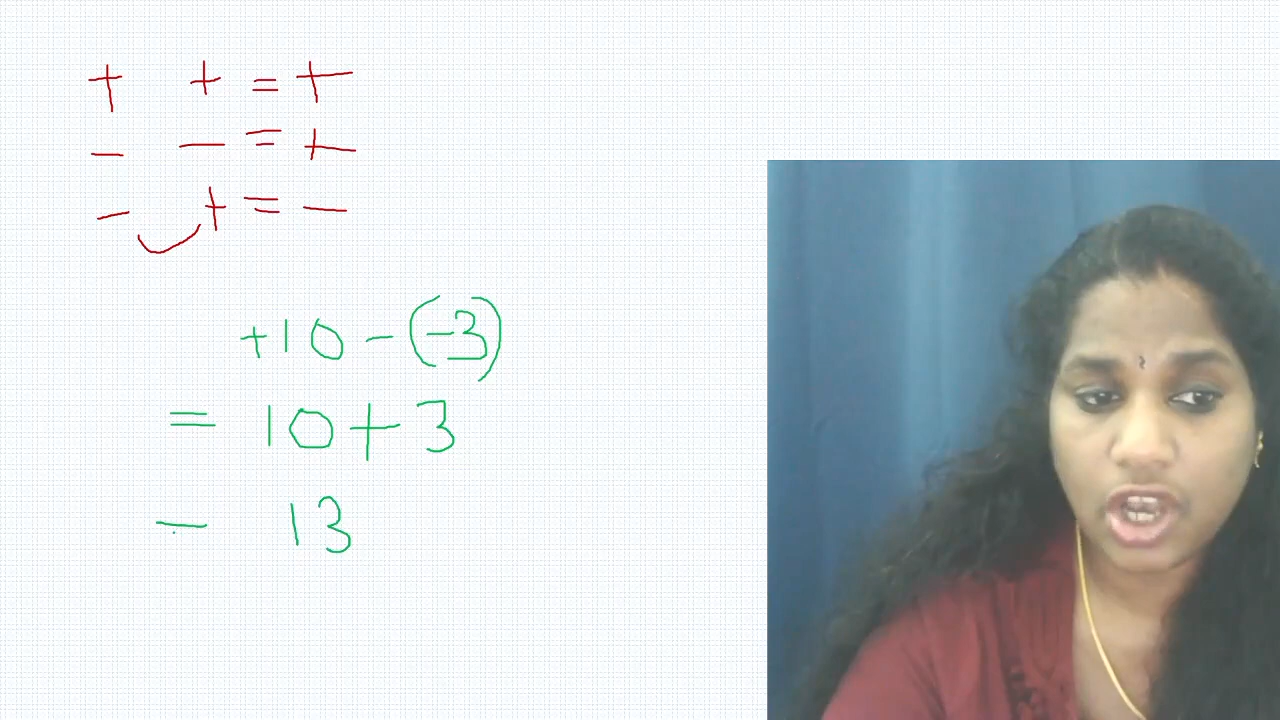 + + = +
- - = +
- + = -
+10 - (-3)
= 10 + 3
- 13